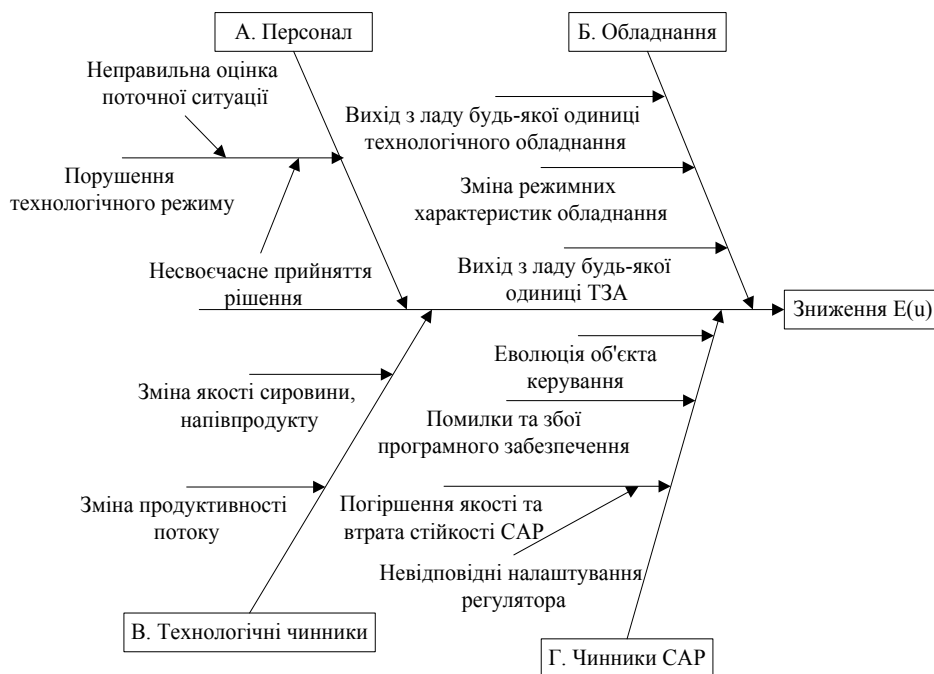 А. Персонал
Б. Обладнання
Неправильна оцінка
поточної ситуації
Порушення
технологічного режиму
Несвоєчасне прийняття
рішення
Вихід з ладу будь-якої одиниці
технологічного обладнання
Зміна режимних
характеристик обладнання
Вихід з ладу будь-якої
одиниці ТЗА
Зниження E(u)
Зміна якості сировини,
напівпродукту
Зміна продуктивності
потоку
Еволюція об'єкта
керування
Помилки та збої
програмного забезпечення
Погіршення якості та
втрата стійкості САР
Невідповідні налаштування
регулятора
В. Технологічні чинники
Г. Чинники САР